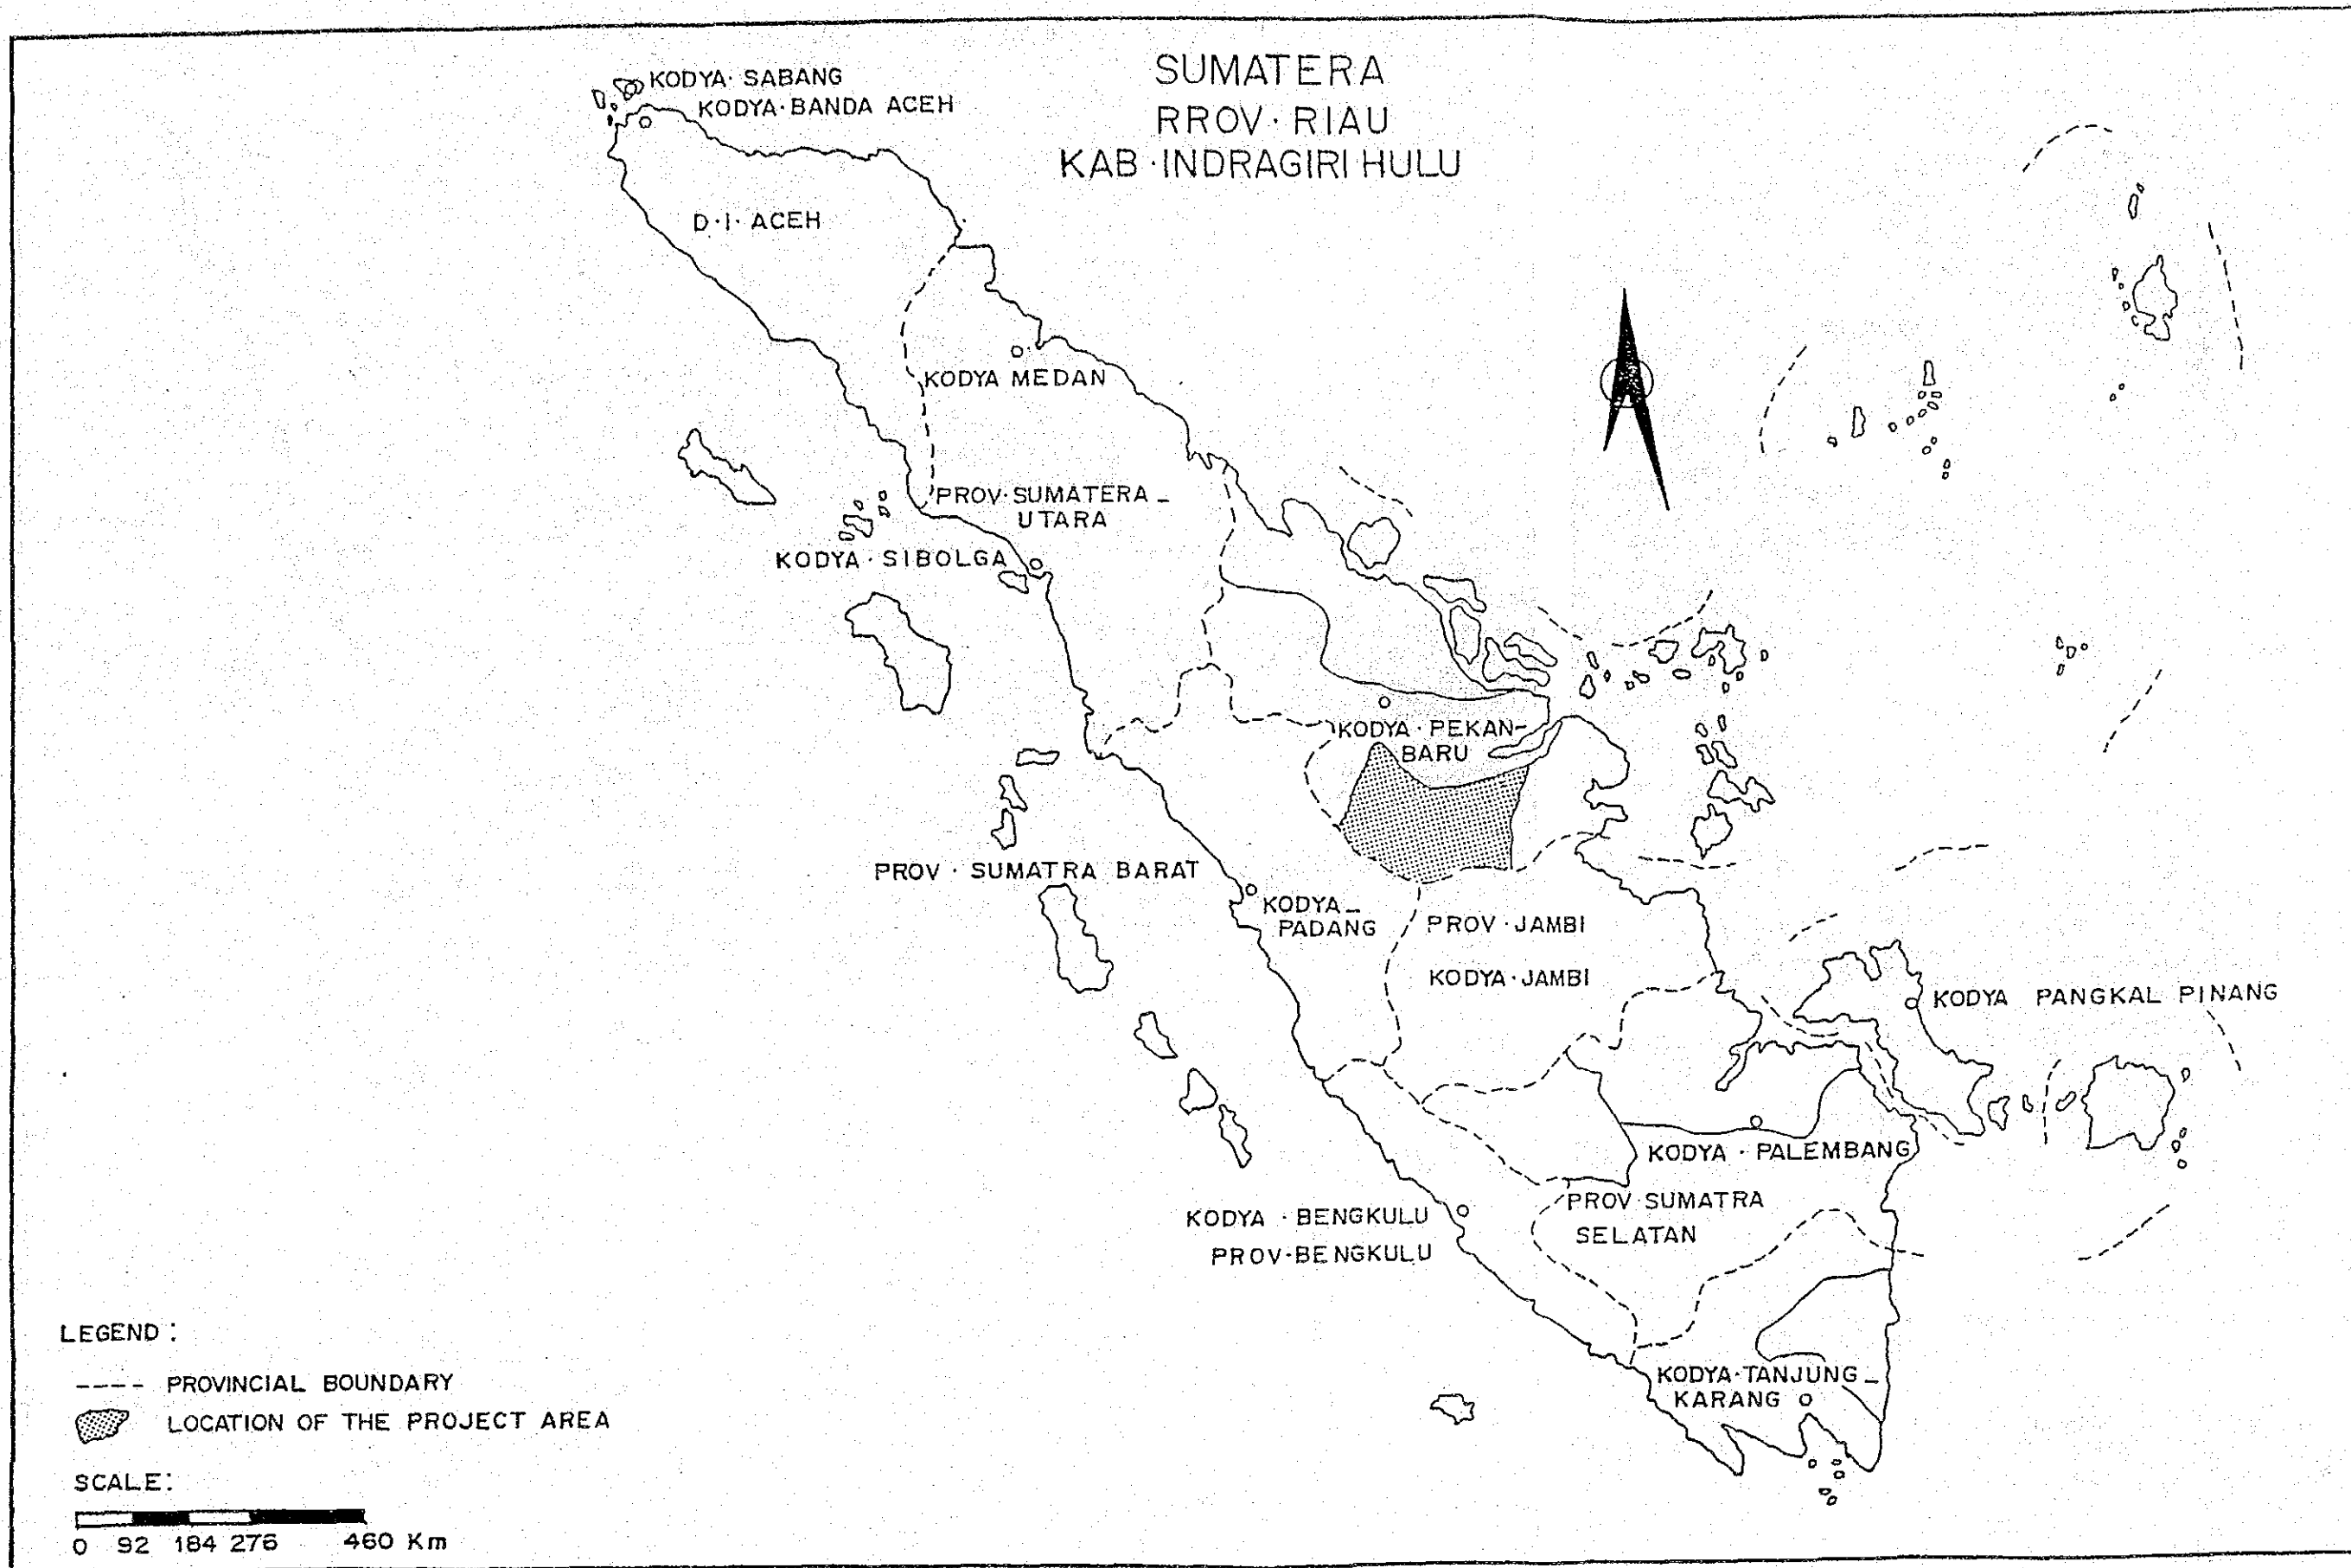 SUMATERA
RROV · RIAU
KAB · INDRAGIRI HULU
KODYA · SABANG
KODYA · BANDA ACEH
D · I · ACEH
KODYA MEDAN
PROV · SUMATERA –
UTARA
KODYA · SIBOLGA
KODYA · PEKAN–
BARU
PROV · SUMATRA BARAT
KODYA –
PADANG
PROV · JAMBI
KODYA · JAMBI
KODYA PANGKAL PINANG
KODYA · PALEMBANG
PROV · SUMATRA
SELATAN
KODYA · BENGKULU
PROV · BENGKULU
KODYA · TANJUNG –
KARANG
LEGEND :
PROVINCIAL BOUNDARY
LOCATION OF THE PROJECT AREA
SCALE :
0 92 184 276 460 Km